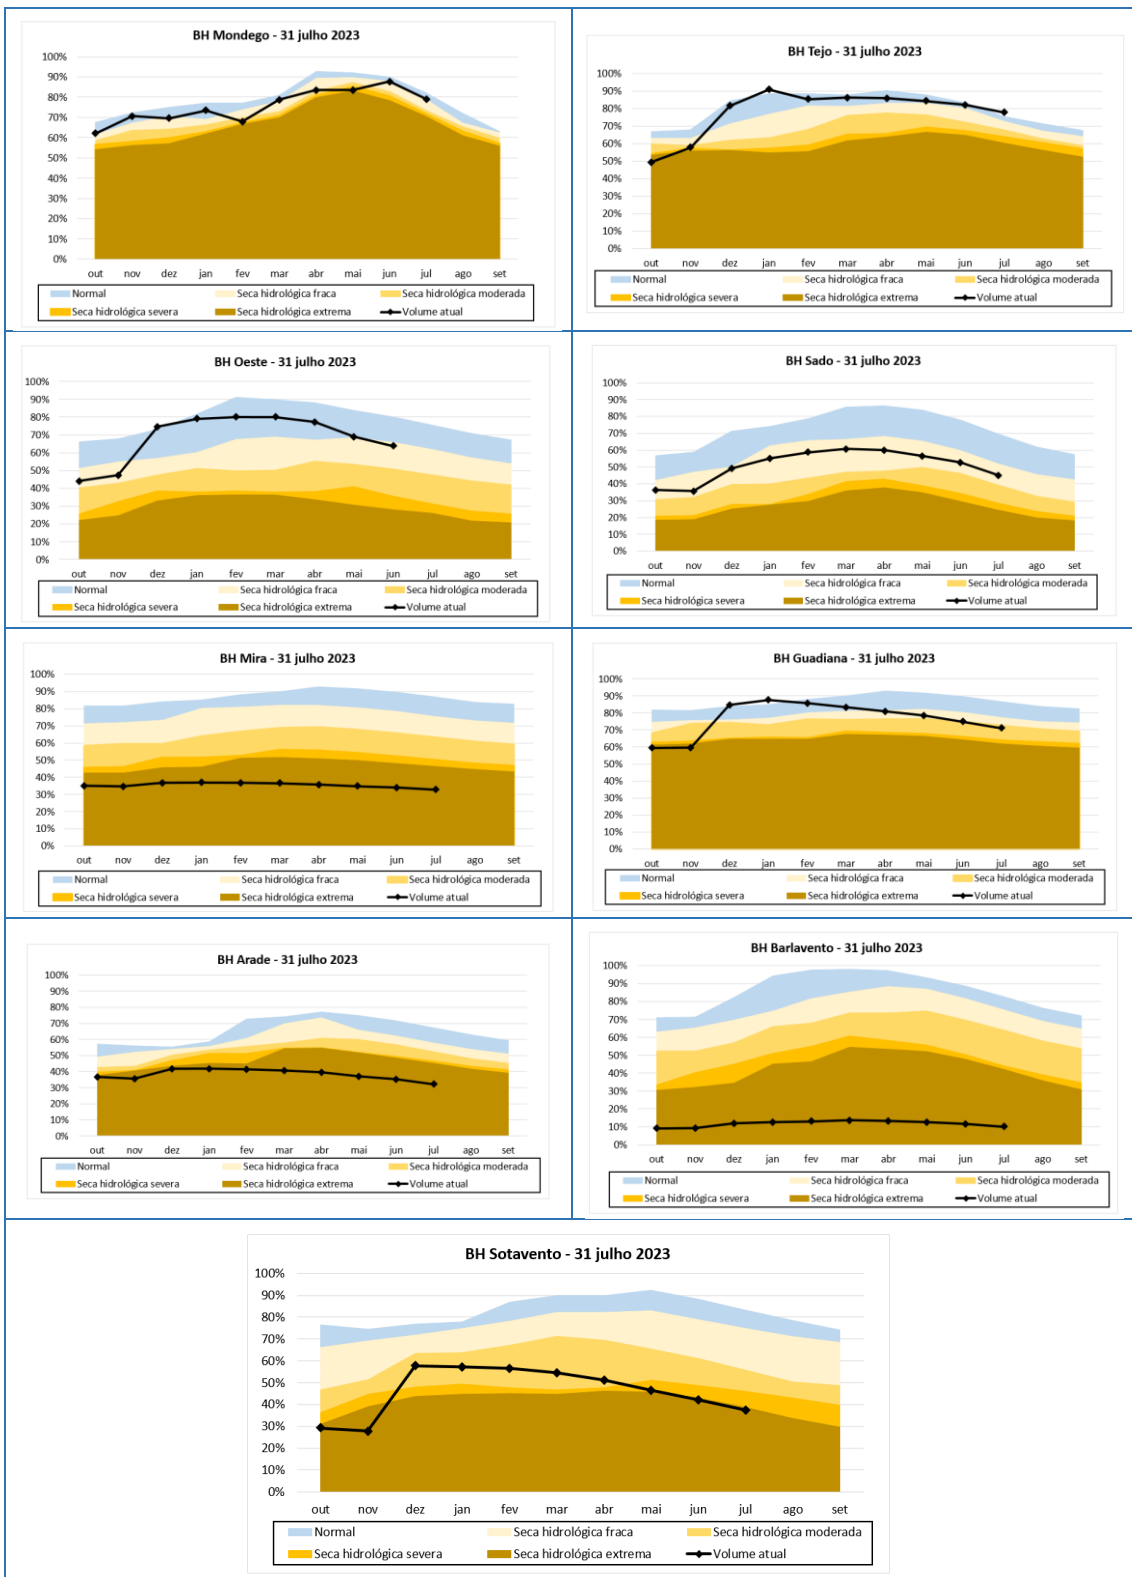 BH Mondego - 31 julho 2023
100%
90%
80%
70%
60%
50%
40%
30%
20%
10%
0%
out nov dez jan fev mar abr mai jun jul ago set
Normal Seca hidrológica fraca Seca hidrológica moderada
Seca hidrológica severa Seca hidrológica extrema Volume atual
BH Tejo - 31 julho 2023
100%
90%
80%
70%
60%
50%
40%
30%
20%
10%
0%
out nov dez jan fev mar abr mai jun jul ago set
Normal Seca hidrológica fraca Seca hidrológica moderada
Seca hidrológica severa Seca hidrológica extrema Volume atual
BH Oeste - 31 julho 2023
100%
90%
80%
70%
60%
50%
40%
30%
20%
10%
0%
out nov dez jan fev mar abr mai jun jul ago set
Normal Seca hidrológica fraca Seca hidrológica moderada
Seca hidrológica severa Seca hidrológica extrema Volume atual
BH Sado - 31 julho 2023
100%
90%
80%
70%
60%
50%
40%
30%
20%
10%
0%
out nov dez jan fev mar abr mai jun jul ago set
Normal Seca hidrológica fraca Seca hidrológica moderada
Seca hidrológica severa Seca hidrológica extrema Volume atual
BH Mira - 31 julho 2023
100%
90%
80%
70%
60%
50%
40%
30%
20%
10%
0%
out nov dez jan fev mar abr mai jun jul ago set
Normal Seca hidrológica fraca Seca hidrológica moderada
Seca hidrológica severa Seca hidrológica extrema Volume atual
BH Guadiana - 31 julho 2023
100%
90%
80%
70%
60%
50%
40%
30%
20%
10%
0%
out nov dez jan fev mar abr mai jun jul ago set
Normal Seca hidrológica fraca Seca hidrológica moderada
Seca hidrológica severa Seca hidrológica extrema Volume atual
BH Arade - 31 julho 2023
100%
90%
80%
70%
60%
50%
40%
30%
20%
10%
0%
out nov dez jan fev mar abr mai jun jul ago set
Normal Seca hidrológica fraca Seca hidrológica moderada
Seca hidrológica severa Seca hidrológica extrema Volume atual
BH Barlavento - 31 julho 2023
100%
90%
80%
70%
60%
50%
40%
30%
20%
10%
0%
out nov dez jan fev mar abr mai jun jul ago set
Normal Seca hidrológica fraca Seca hidrológica moderada
Seca hidrológica severa Seca hidrológica extrema Volume atual
BH Sotavento - 31 julho 2023
100%
90%
80%
70%
60%
50%
40%
30%
20%
10%
0%
out nov dez jan fev mar abr mai jun jul ago set
Normal Seca hidrológica fraca Seca hidrológica moderada
Seca hidrológica severa Seca hidrológica extrema Volume atual